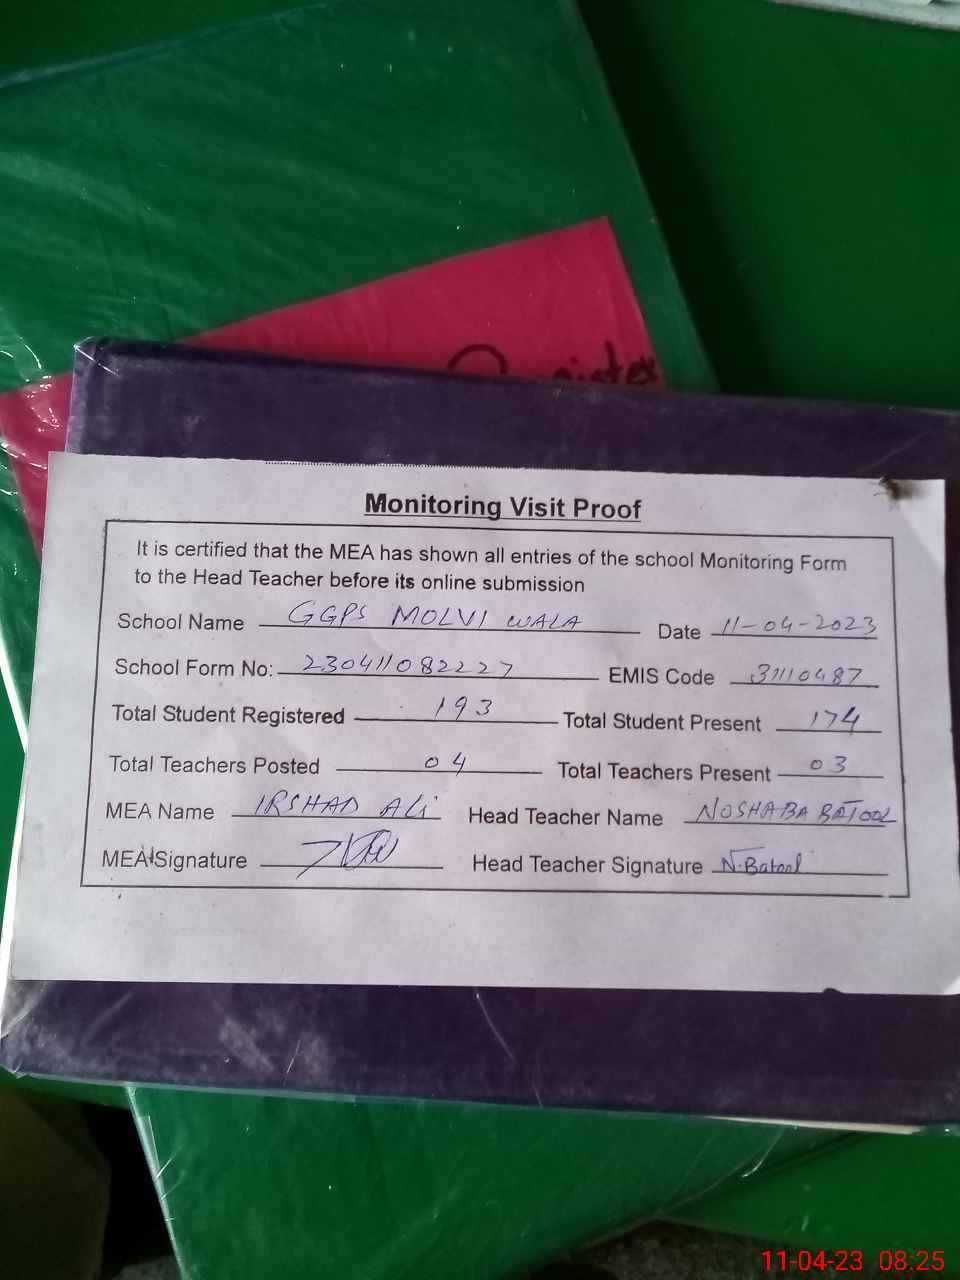 Register
Monitoring Visit Proof
It is certified that the MEA has shown all entries of the school Monitoring Form
to the Head Teacher before its online submission
School Name GGPS MOLVI WALA Date 11-04-2023
School Form No: 230411082227 EMIS Code 31110487
Total Student Registered 193 Total Student Present 174
Total Teachers Posted 04 Total Teachers Present 03
MEA Name IRSHAD ALI Head Teacher Name NOSHABA BATOOL
MEA Signature Head Teacher Signature N.Batool
11-04-23 08:25